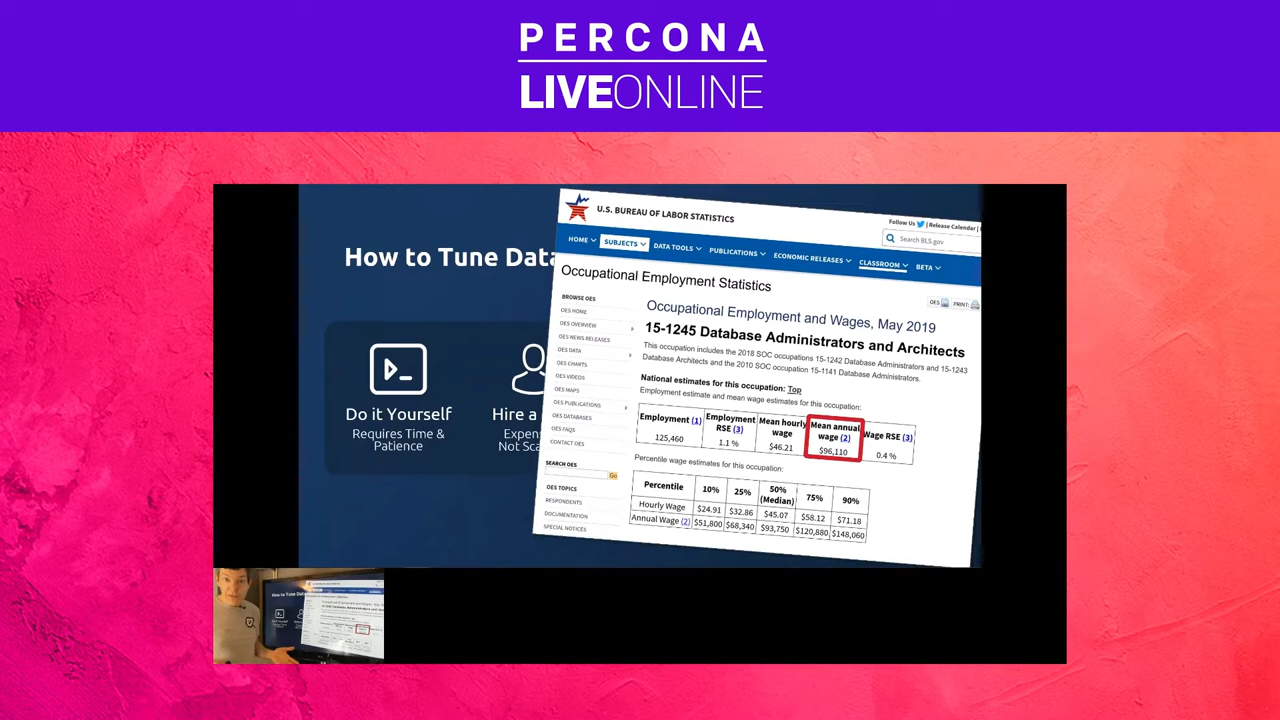 PERCONA
LIVEONLINE
How to Tune Data
Do it Yourself
Requires Time &
Patience
Hire a
Expens
Not Sca
U.S. BUREAU OF LABOR STATISTICS
Follow Us | Release Calendar |
Search BLS.gov
HOME SUBJECTS DATA TOOLS PUBLICATIONS ECONOMIC RELEASES CLASSROOM BETA
Occupational Employment Statistics
OES PRINT:
BROWSE OES
OES HOME
OES OVERVIEW
OES NEWS RELEASES
OES DATA
OES CHARTS
OES VIDEOS
OES MAPS
OES PUBLICATIONS
OES DATABASES
OES FAQS
CONTACT OES
SEARCH OES
Go
OES TOPICS
RESPONDENTS
DOCUMENTATION
SPECIAL NOTICES
Occupational Employment and Wages, May 2019
15-1245 Database Administrators and Architects
This occupation includes the 2018 SOC occupations 15-1242 Database Administrators and 15-1243
Database Architects and the 2010 SOC occupation 15-1141 Database Administrators.
National estimates for this occupation: Top
Employment estimate and mean wage estimates for this occupation:
Employment (1) Employment RSE (3) Mean hourly wage Mean annual wage (2) Wage RSE (3)
125,460 1.1 % $46.21 $96,110 0.4 %
Percentile wage estimates for this occupation:
Percentile 10% 25% 50% (Median) 75% 90%
Hourly Wage $24.91 $32.86 $45.07 $58.12 $71.18
Annual Wage (2) $51,800 $68,340 $93,750 $120,880 $148,060